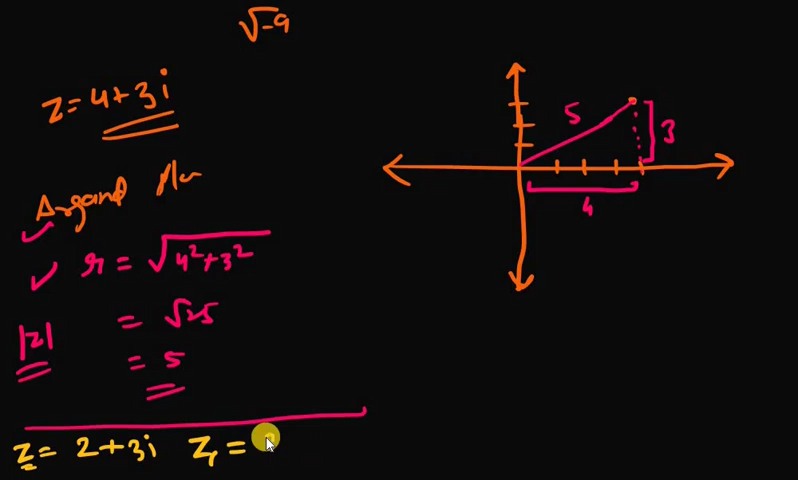 √-9
z = 4+3i
Argand
r = √4²+3²
|z| = √25
= 5
5
3
4
z = 2+3i z₁ =